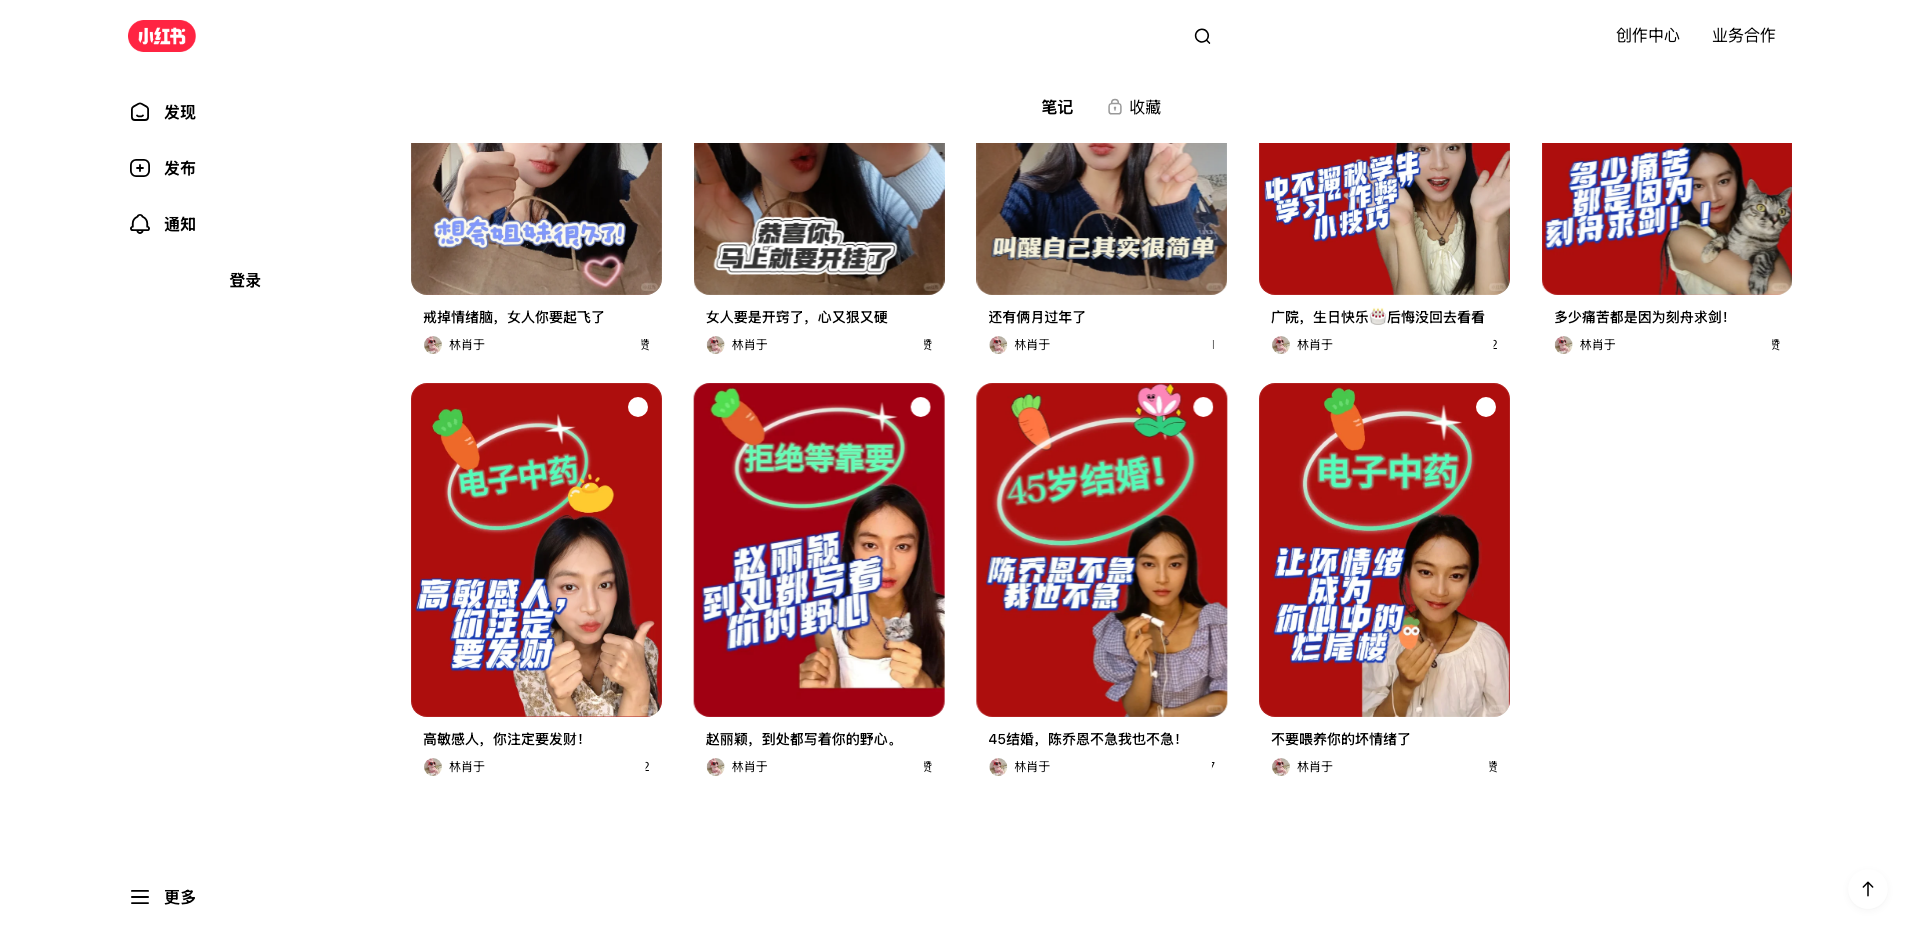 小红书
创作中心
业务合作
发现
发布
通知
登录
更多
笔记
收藏
想夸姐妹很久了!
戒掉情绪脑，女人你要起飞了
林肖于
赞
恭喜你,
马上就要开挂了
女人要是开窍了，心又狠又硬
林肖于
赞
叫醒自己其实很简单
还有俩月过年了
林肖于
中不溜秋学生
学习“作弊”
小技巧
广院，生日快乐🎂后悔没回去看看
林肖于
2
多少痛苦
都是因为
刻舟求剑！！
多少痛苦都是因为刻舟求剑！
林肖于
赞
电子中药
高敏感人，
你注定
要发财
高敏感人，你注定要发财！
林肖于
2
拒绝等靠要
赵丽颖
到处都写着
你的野心
赵丽颖，到处都写着你的野心。
林肖于
赞
45岁结婚！
陈乔恩不急
我也不急
45结婚，陈乔恩不急我也不急！
林肖于
7
电子中药
让坏情绪
成为
你心中的
烂尾楼
不要喂养你的坏情绪了
林肖于
赞